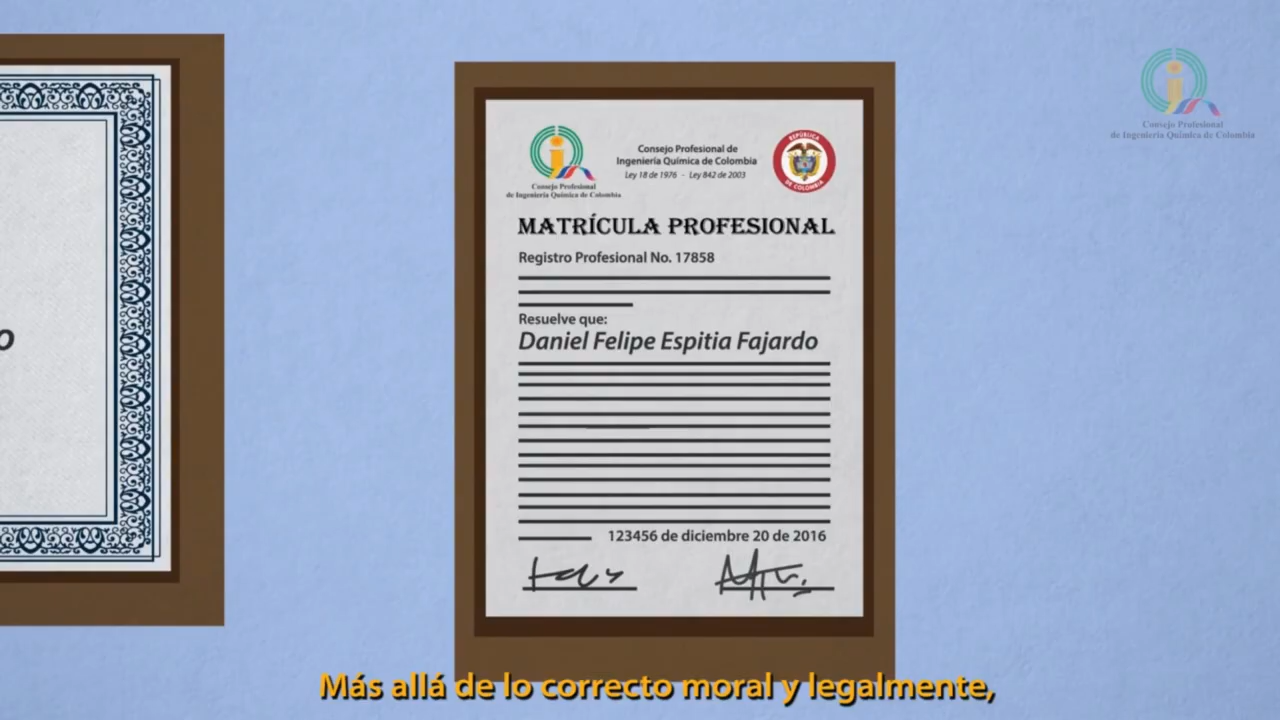 o
Consejo Profesional
de Ingeniería Química de Colombia
Consejo Profesional de
Ingeniería Química de Colombia
Ley 18 de 1976 - Ley 842 de 2003
REPÚBLICA
DE COLOMBIA
Consejo Profesional
de Ingeniería Química de Colombia
MATRÍCULA PROFESIONAL
Registro Profesional No. 17858
Resuelve que:
Daniel Felipe Espitia Fajardo
123456 de diciembre 20 de 2016
Más allá de lo correcto moral y legalmente,